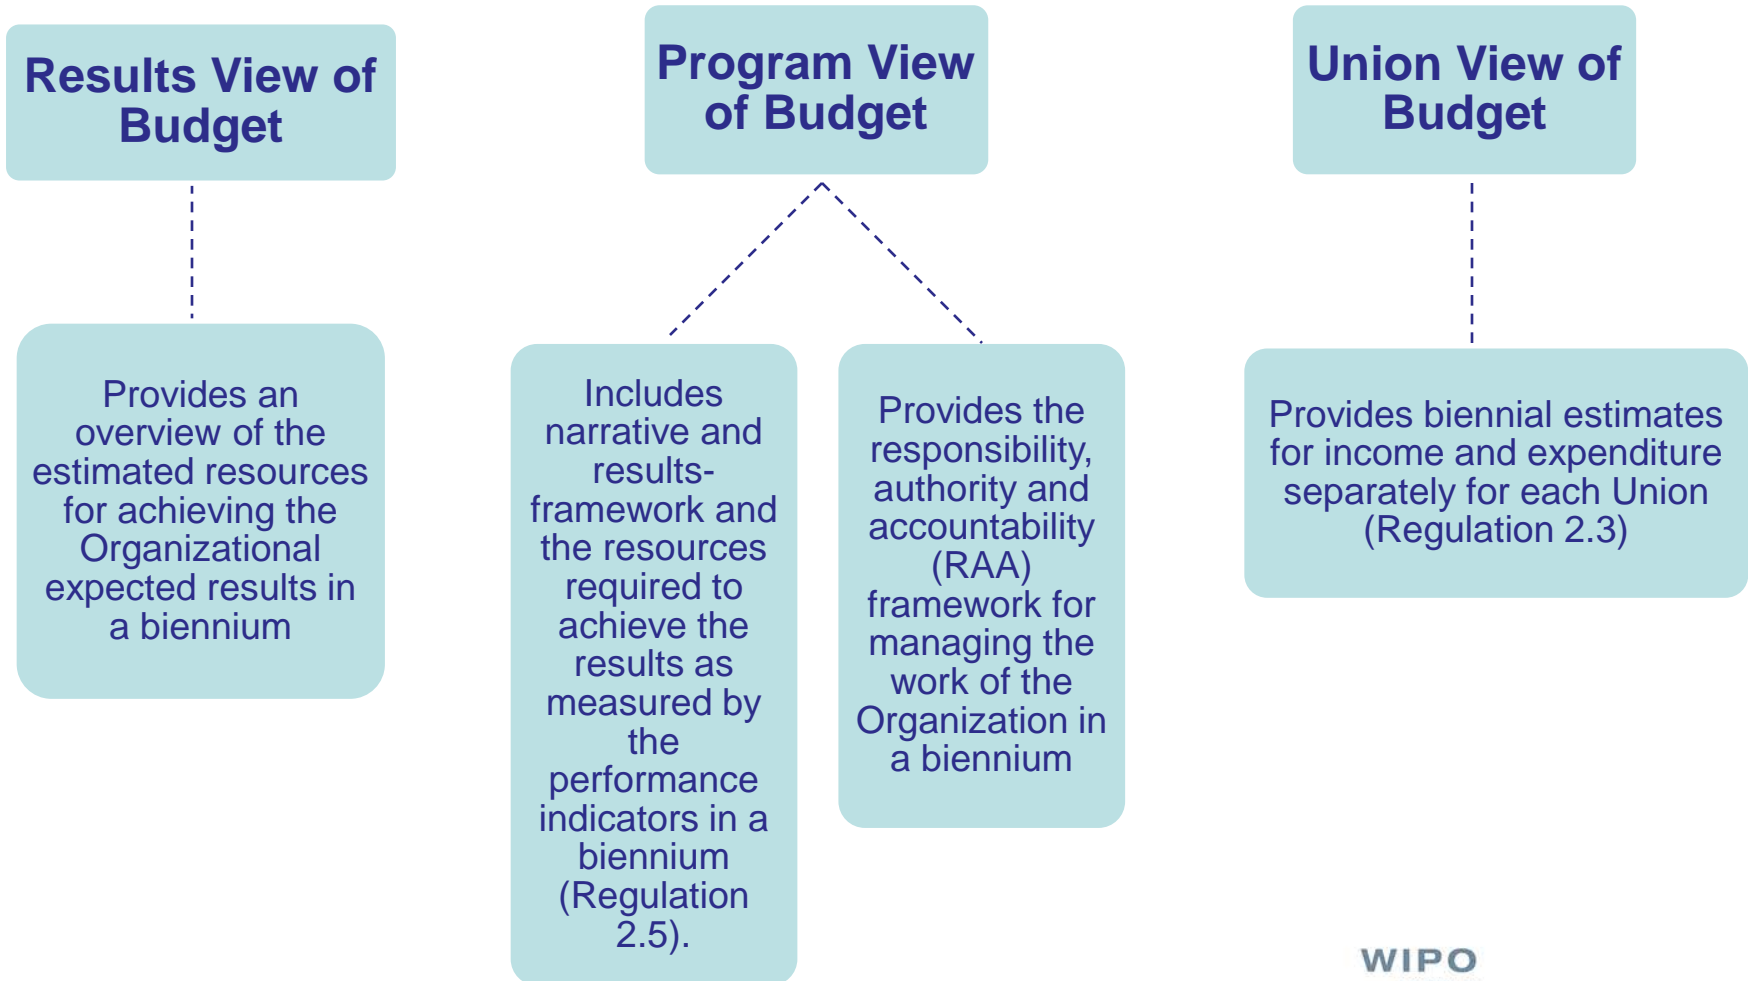 Results View of
Budget
Program View
of Budget
Union View of
Budget
Provides an
overview of the
estimated resources
for achieving the
Organizational
expected results in
a biennium
Includes
narrative and
results-
framework and
the resources
required to
achieve the
results as
measured by
the
performance
indicators in a
biennium
(Regulation
2.5).
Provides the
responsibility,
authority and
accountability
(RAA)
framework for
managing the
work of the
Organization in
a biennium
Provides biennial estimates
for income and expenditure
separately for each Union
(Regulation 2.3)
WIPO